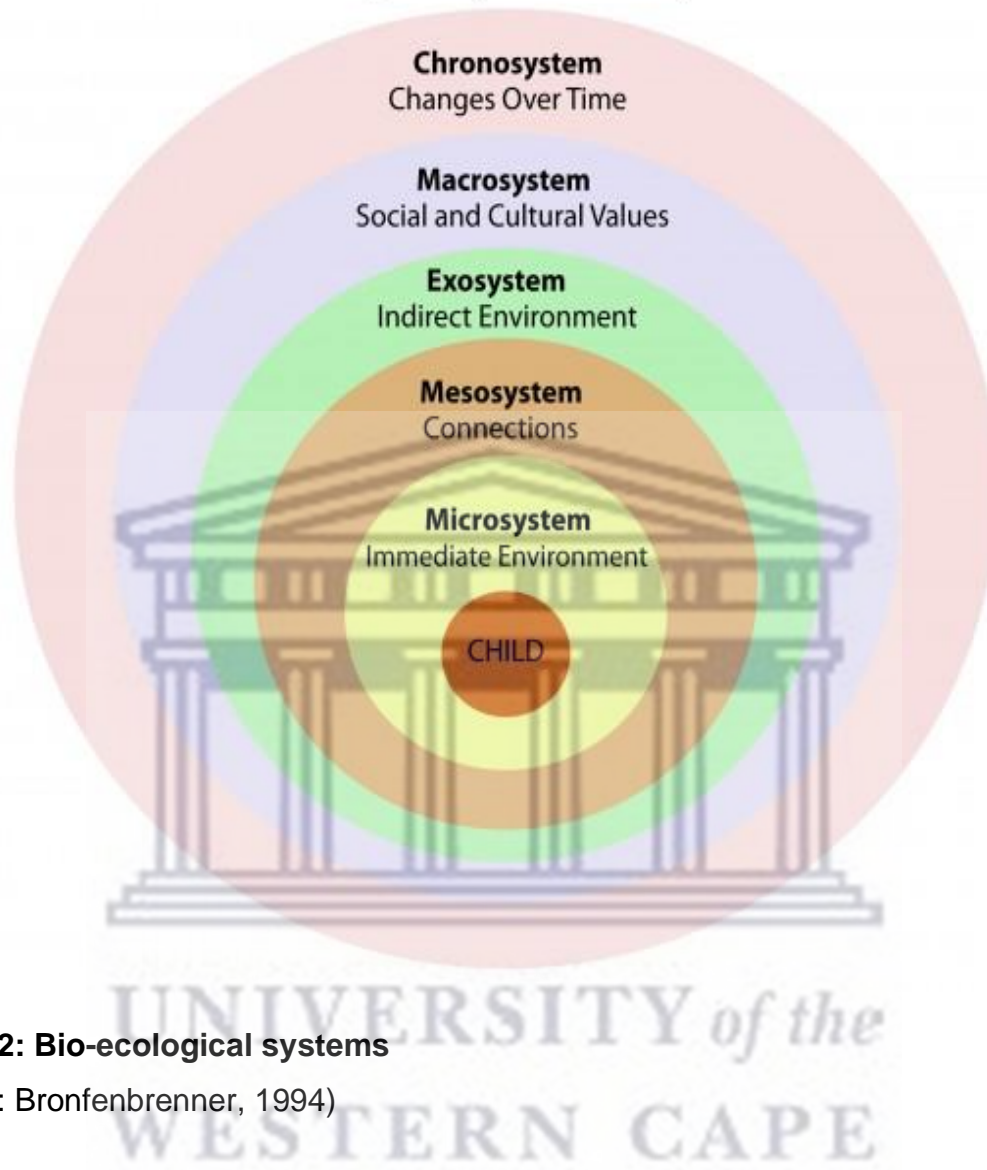 Chronosystem
Changes Over Time
Macrosystem
Social and Cultural Values
Exosystem
Indirect Environment
Mesosystem
Connections
Microsystem
Immediate Environment
CHILD
2: Bio-ecological systems
: Bronfenbrenner, 1994)
UNIVERSITY of the
WESTERN CAPE